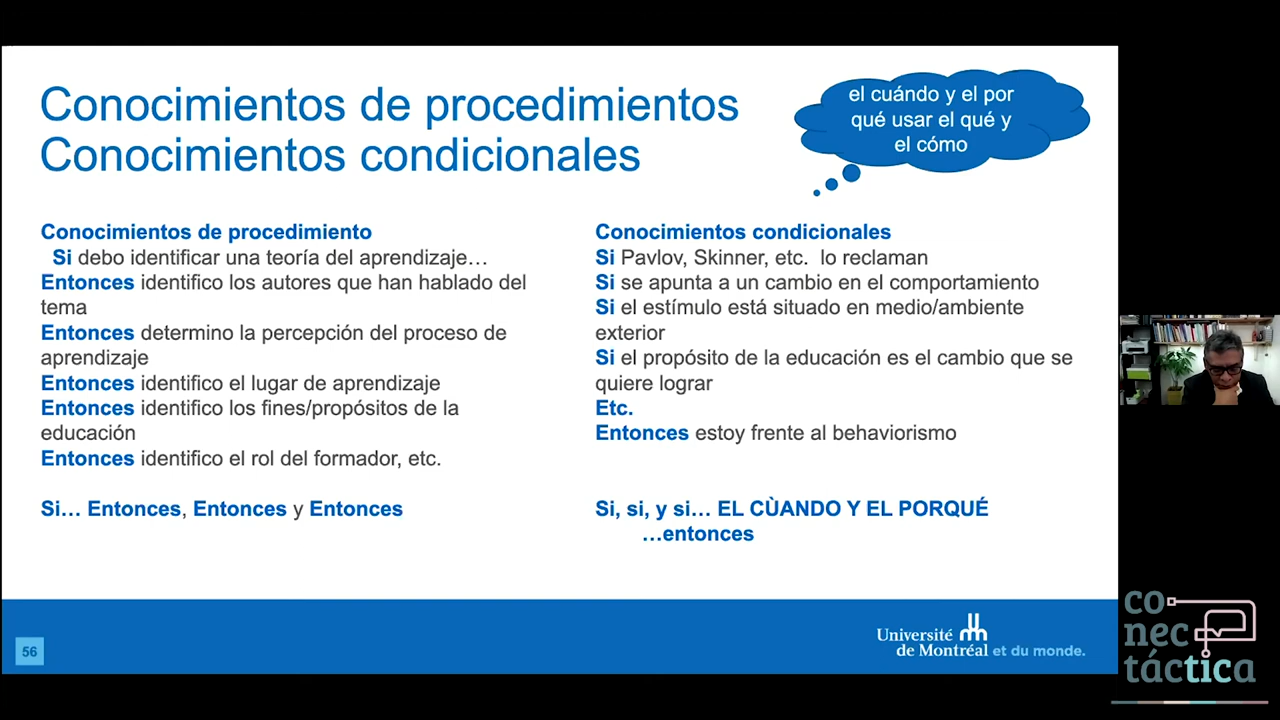 Conocimientos de procedimientos
Conocimientos condicionales
el cuándo y el por
qué usar el qué y
el cómo
Conocimientos de procedimiento
Si debo identificar una teoría del aprendizaje…
Entonces identifico los autores que han hablado del
tema
Entonces determino la percepción del proceso de
aprendizaje
Entonces identifico el lugar de aprendizaje
Entonces identifico los fines/propósitos de la
educación
Entonces identifico el rol del formador, etc.
Si… Entonces, Entonces y Entonces
Conocimientos condicionales
Si Pavlov, Skinner, etc. lo reclaman
Si se apunta a un cambio en el comportamiento
Si el estímulo está situado en medio/ambiente
exterior
Si el propósito de la educación es el cambio que se
quiere lograr
Etc.
Entonces estoy frente al behaviorismo
Si, si, y si… EL CÙANDO Y EL PORQUÉ
…entonces
56
Université
de Montréal et du monde.
co
nec
táctica